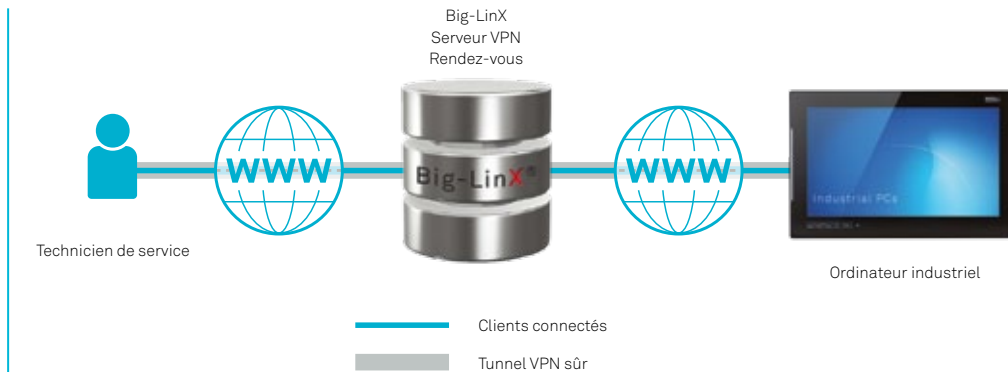 Big-LinX
Serveur VPN
Rendez-vous
WWW
Big-LinX®
WWW
Industrial PCs
Technicien de service
Ordinateur industriel
Clients connectés
Tunnel VPN sûr